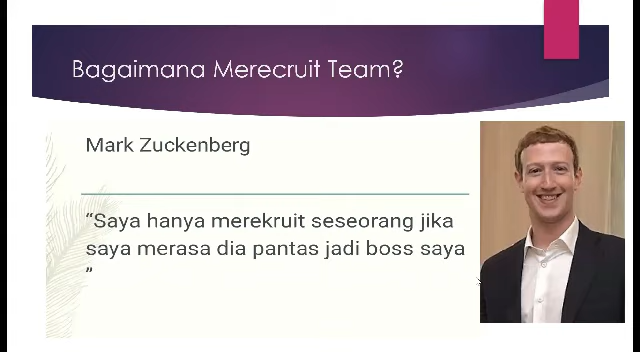 Bagaimana Merecruit Team?
Mark Zuckenberg
“Saya hanya merekruit seseorang jika
saya merasa dia pantas jadi boss saya
”